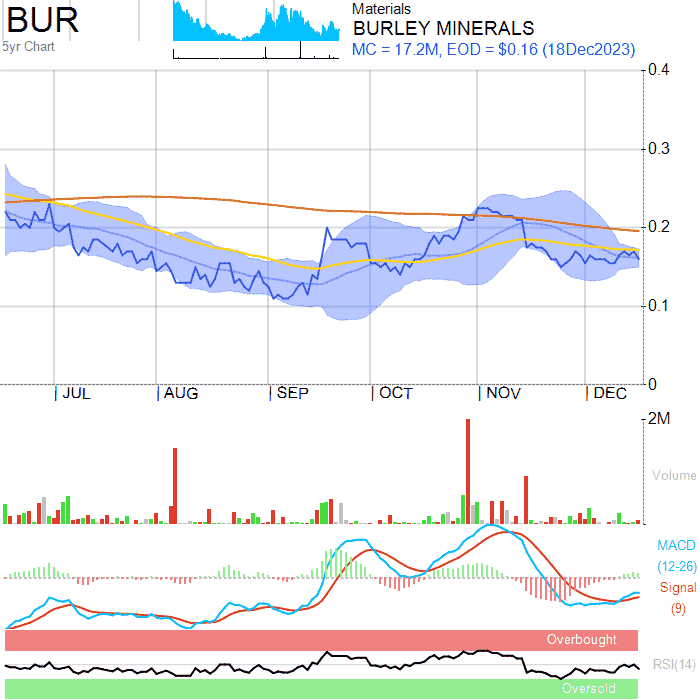 BUR
5yr Chart
Materials
BURLEY MINERALS
MC = 17.2M, EOD = $0.16 (18Dec2023)
0.4
0.3
0.2
0.1
0
JUL AUG SEP OCT NOV DEC
2M
Volume
MACD
(12-26)
Signal
(9)
Overbought
RSI(14)
Oversold